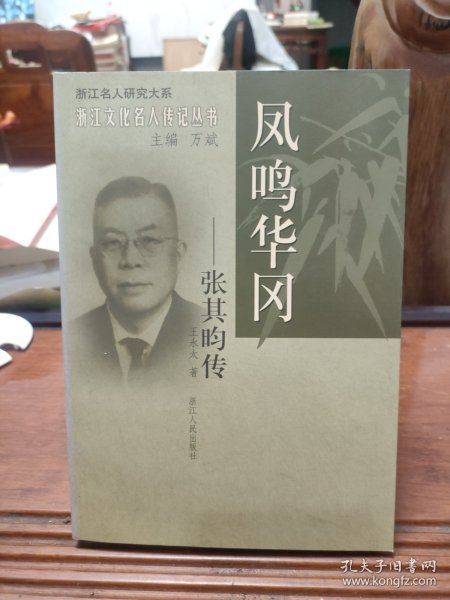 浙江名人研究大系
浙江文化名人传记丛书
主编 万斌
凤鸣华冈
——张其昀传
王永太 著
浙江人民出版社
孔夫子旧书网
www.kongfz.com